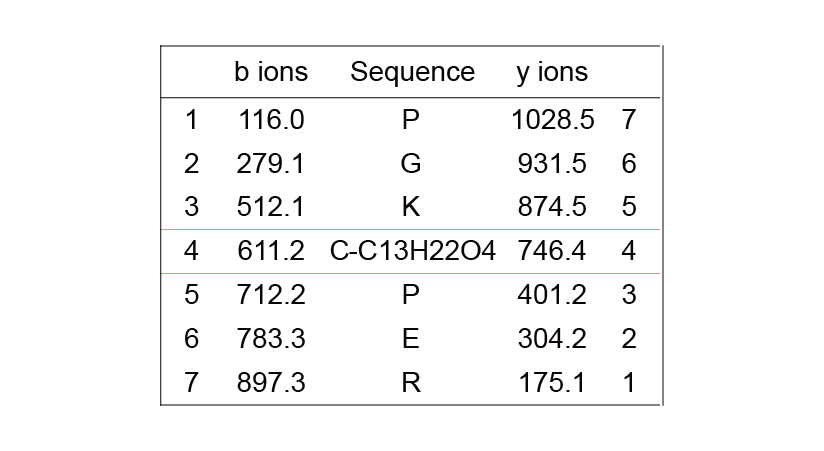 b ions Sequence y ions
1 116.0 P 1028.5 7
2 279.1 G 931.5 6
3 512.1 K 874.5 5
4 611.2 C-C13H22O4 746.4 4
5 712.2 P 401.2 3
6 783.3 E 304.2 2
7 897.3 R 175.1 1